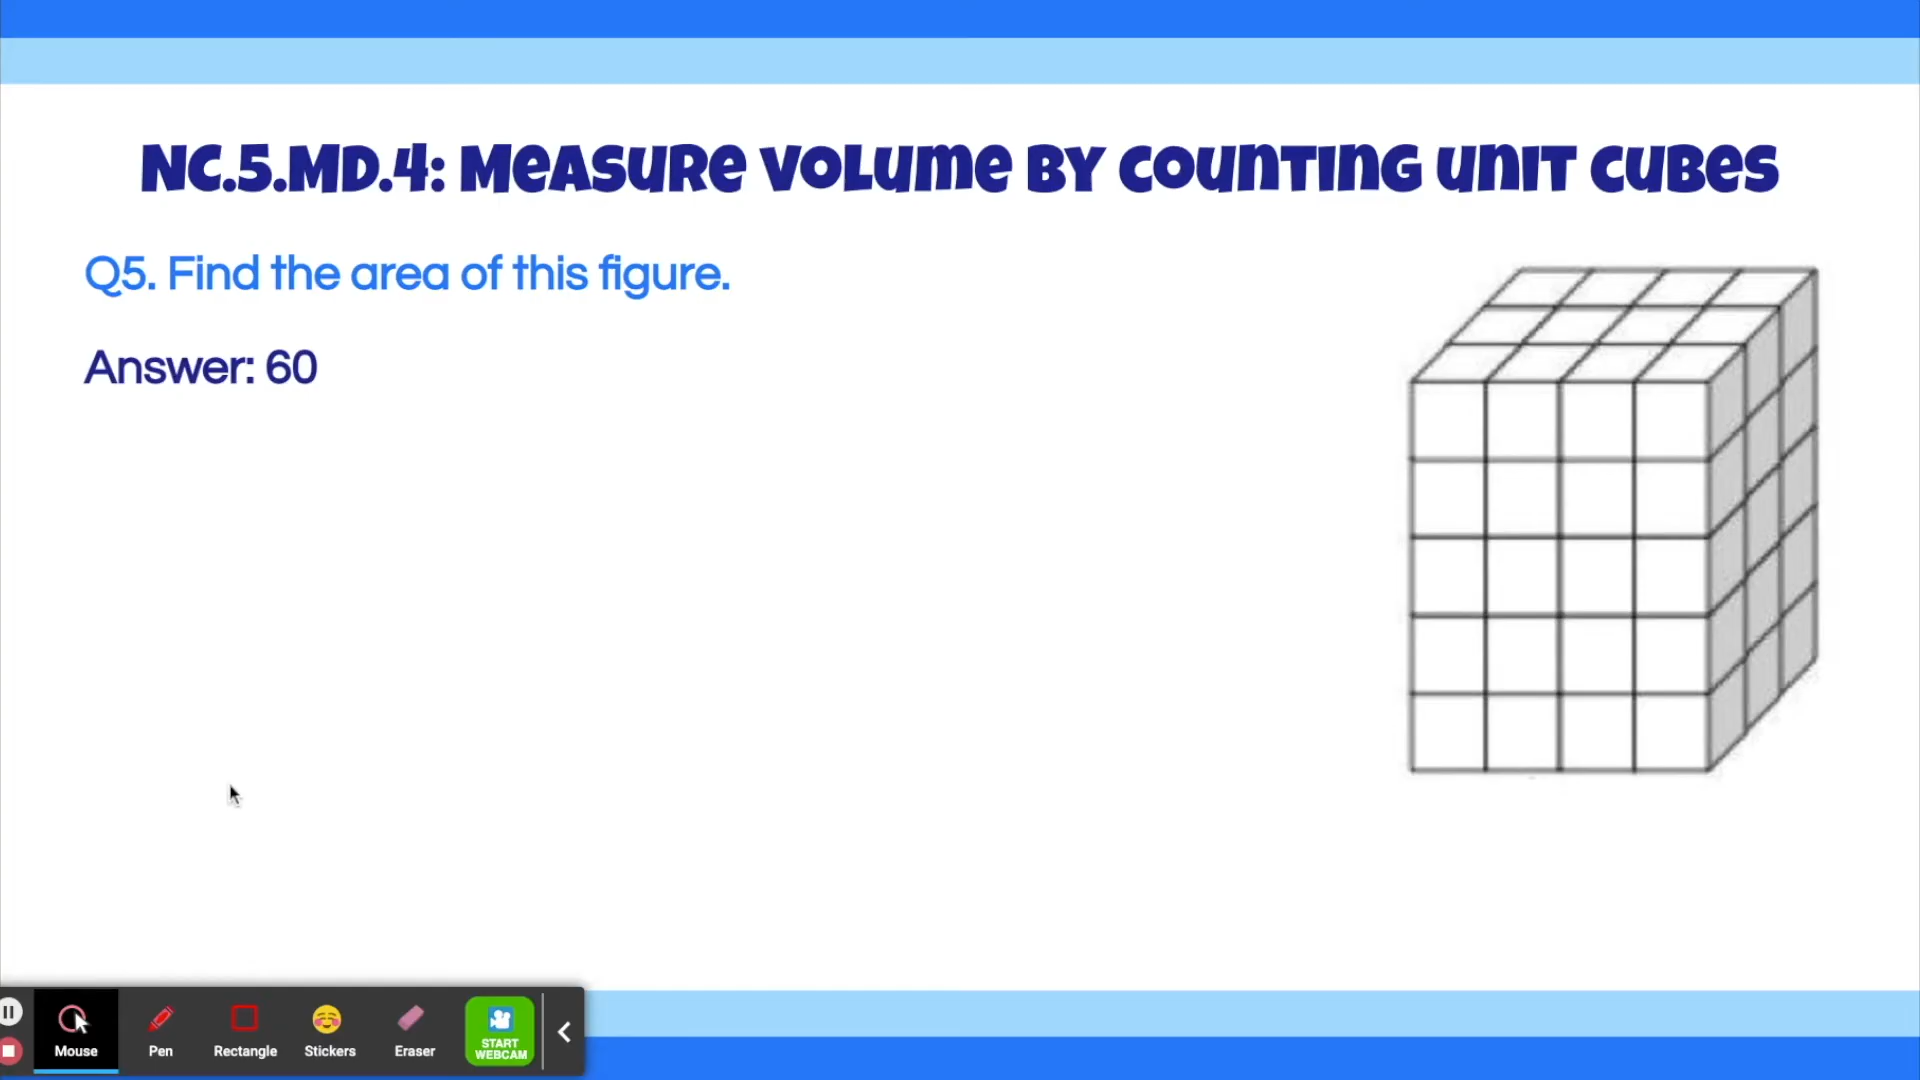 NC.5.MD.4: Measure volume by counting unit cubes
Q5. Find the area of this figure.
Answer: 60
Mouse
Pen
Rectangle
Stickers
Eraser
START
WEBCAM